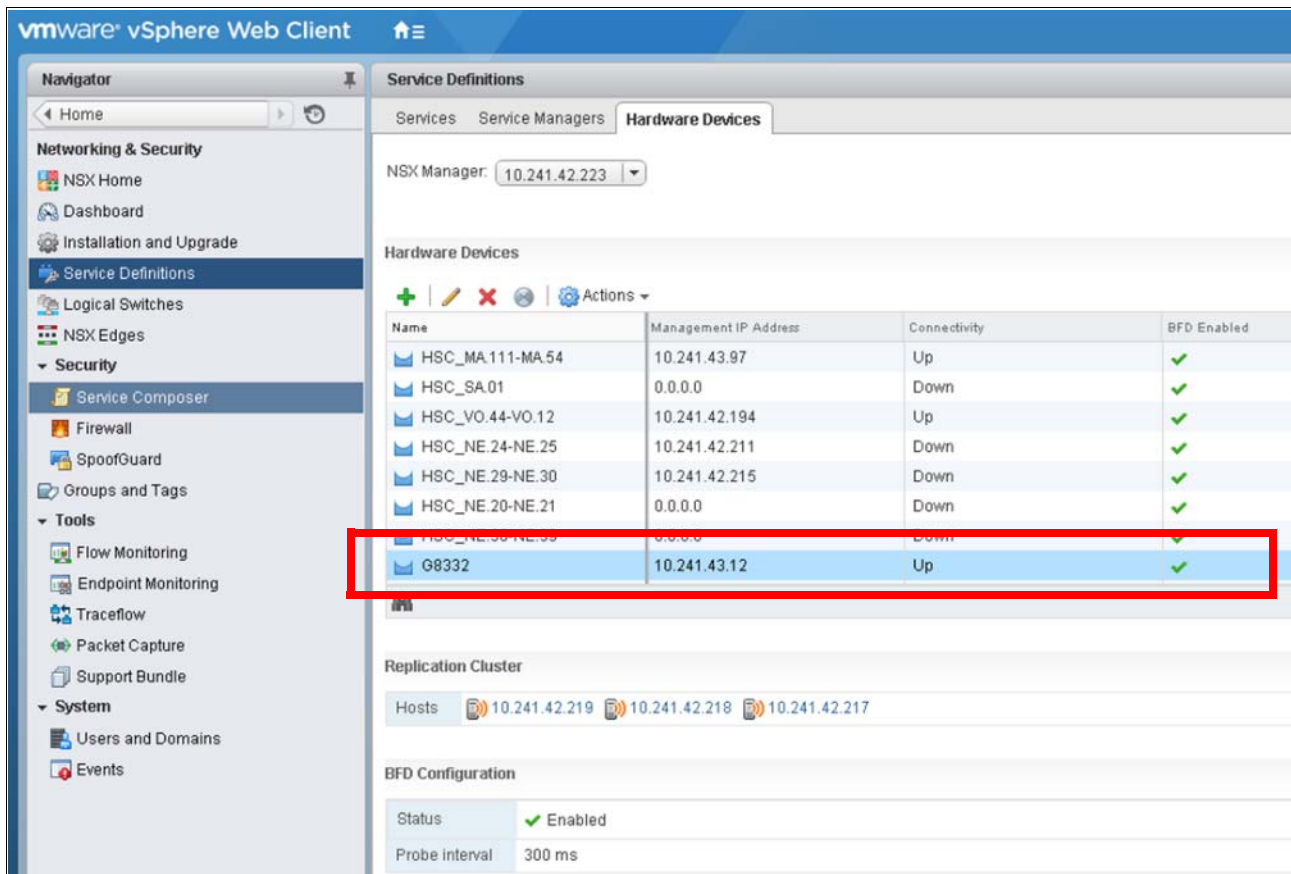 vmware® vSphere Web Client
Navigator
Home
Networking & Security
NSX Home
Dashboard
Installation and Upgrade
Service Definitions
Logical Switches
NSX Edges
Security
Service Composer
Firewall
SpoofGuard
Groups and Tags
Tools
Flow Monitoring
Endpoint Monitoring
Traceflow
Packet Capture
Support Bundle
System
Users and Domains
Events
Service Definitions
Services Service Managers Hardware Devices
NSX Manager: 10.241.42.223
Hardware Devices
Actions
Name Management IP Address Connectivity BFD Enabled
HSC_MA.111-MA.54 10.241.43.97 Up
HSC_SA.01 0.0.0.0 Down
HSC_VO.44-VO.12 10.241.42.194 Up
HSC_NE.24-NE.25 10.241.42.211 Down
HSC_NE.29-NE.30 10.241.42.215 Down
HSC_NE.20-NE.21 0.0.0.0 Down
0.0.0.0 Down
G8332 10.241.43.12 Up
Replication Cluster
Hosts 10.241.42.219 10.241.42.218 10.241.42.217
BFD Configuration
Status Enabled
Probe interval 300 ms